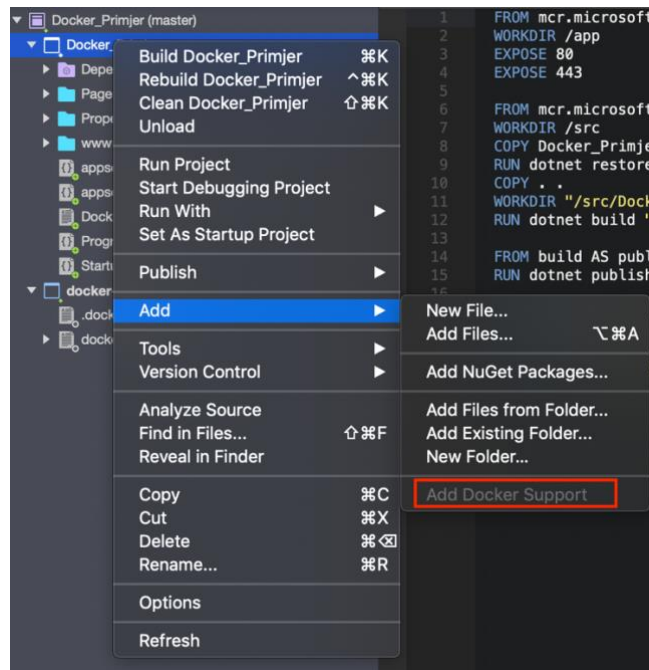 Docker_Primjer (master)
Docker_
Build Docker_Primjer ⌘K
Rebuild Docker_Primjer ^⌘K
Clean Docker_Primjer ⇧⌘K
Unload
Run Project
Start Debugging Project
Run With
Set As Startup Project
Publish
Add
Tools
Version Control
Analyze Source
Find in Files... ⇧⌘F
Reveal in Finder
Copy ⌘C
Cut ⌘X
Delete ⌘⌫
Rename... ⌘R
Options
Refresh
Depe
Page
Prope
www
apps
apps
Dock
Progr
Startu
docker
.dock
dock
New File...
Add Files... ⌥⌘A
Add NuGet Packages...
Add Files from Folder...
Add Existing Folder...
New Folder...
Add Docker Support
1 FROM mcr.microsoft
2 WORKDIR /app
3 EXPOSE 80
4 EXPOSE 443
5
6 FROM mcr.microsoft
7 WORKDIR /src
8 COPY Docker_Primje
9 RUN dotnet restore
10 COPY . .
11 WORKDIR "/src/Dock
12 RUN dotnet build "
13
14 FROM build AS publ
15 RUN dotnet publish
16